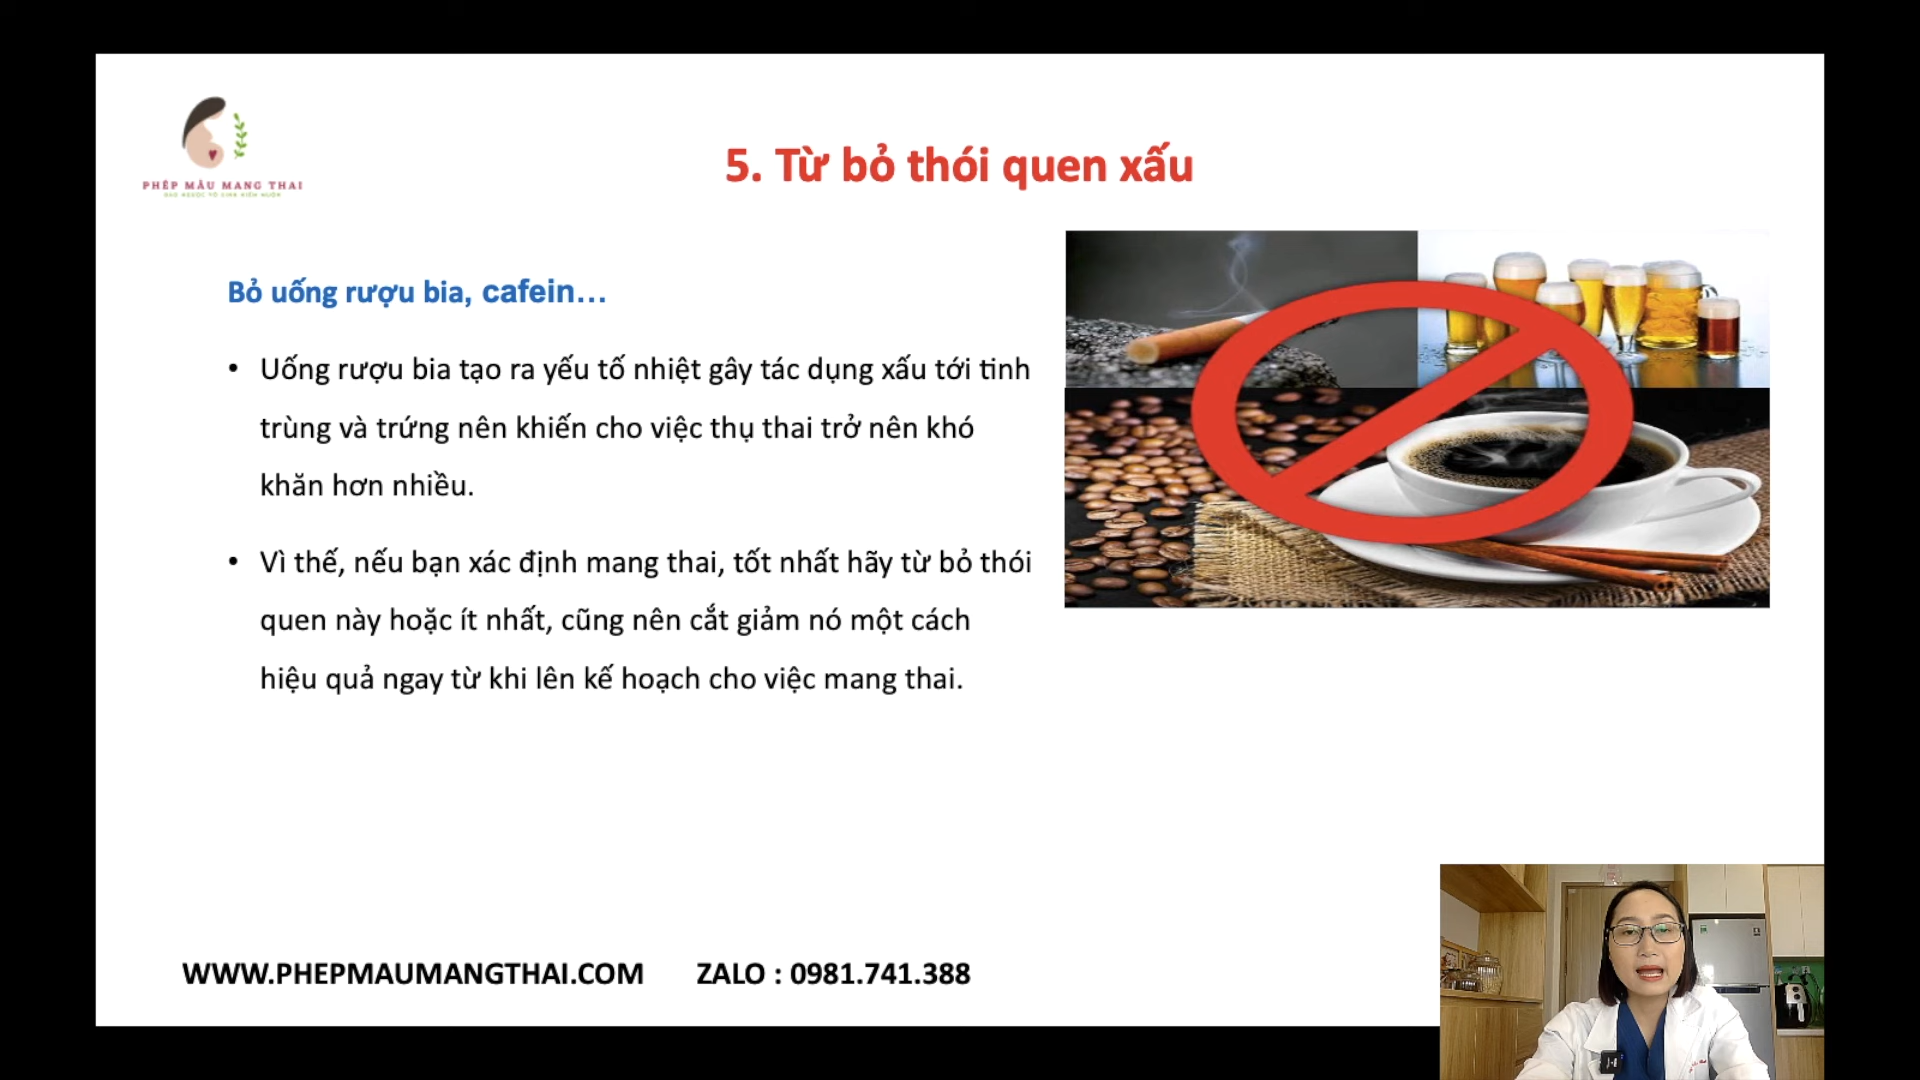 PHÉP MÀU MANG THAI
5. Từ bỏ thói quen xấu
Bỏ uống rượu bia, cafein...
• Uống rượu bia tạo ra yếu tố nhiệt gây tác dụng xấu tới tinh
trùng và trứng nên khiến cho việc thụ thai trở nên khó
khăn hơn nhiều.
• Vì thế, nếu bạn xác định mang thai, tốt nhất hãy từ bỏ thói
quen này hoặc ít nhất, cũng nên cắt giảm nó một cách
hiệu quả ngay từ khi lên kế hoạch cho việc mang thai.
WWW.PHEPMAUMANGTHAI.COM ZALO : 0981.741.388